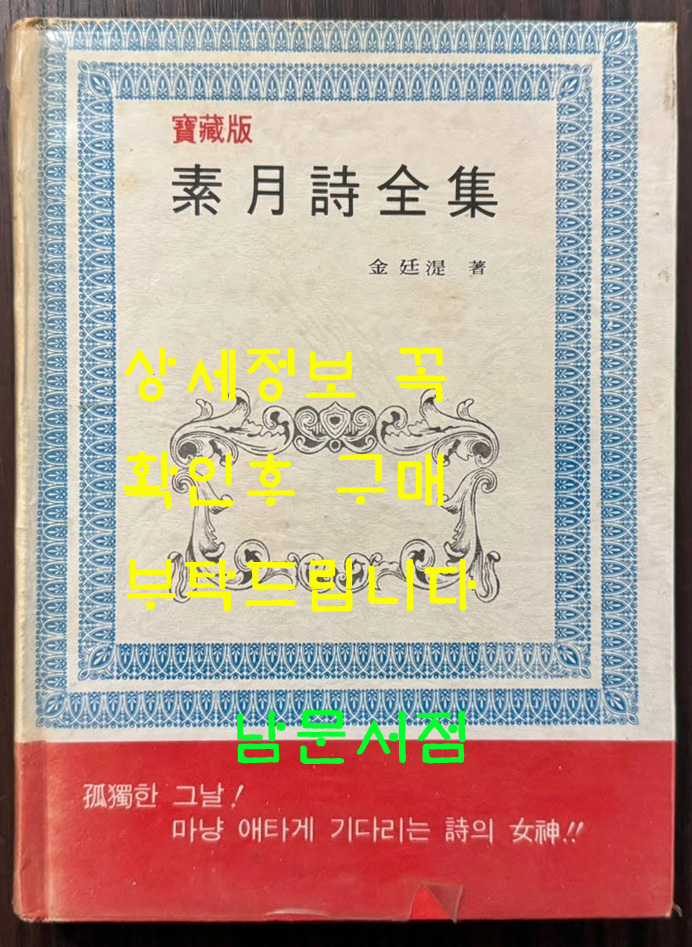 寶藏版
素月詩全集
金廷湜 著
상세정보 꼭
확인후 구매
부탁드립니다
남문서점
孤獨한 그날!
마냥 애타게 기다리는 詩의 女神!!